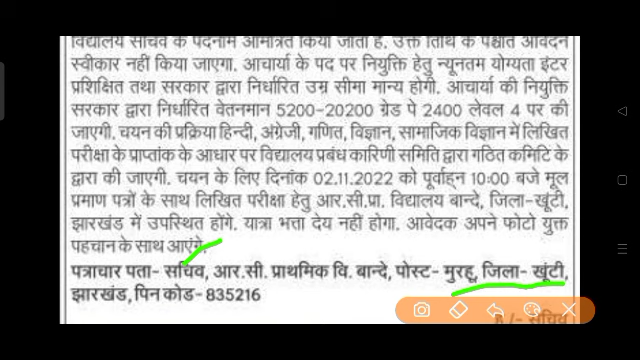 विद्यालय सचिव के पदनाम आमंत्रित किया जाता है. उक्त तिथि के पश्चात आवेदन
स्वीकार नहीं किया जाएगा. आचार्या के पद पर नियुक्ति हेतु न्यूनतम योग्यता इंटर
प्रशिक्षित तथा सरकार द्वारा निर्धारित उम्र सीमा मान्य होगी. आचार्या की नियुक्ति
सरकार द्वारा निर्धारित वेतनमान 5200-20200 ग्रेड पे 2400 लेवल 4 पर की
जाएगी. चयन की प्रक्रिया हिन्दी, अंग्रेजी, गणित, विज्ञान, सामाजिक विज्ञान में लिखित
परीक्षा के प्राप्तांक के आधार पर विद्यालय प्रबंध कारिणी समिति द्वारा गठित कमिटि के
द्वारा की जाएगी. चयन के लिए दिनांक 02.11.2022 को पूर्वाहन 10:00 बजे मूल
प्रमाण पत्रों के साथ लिखित परीक्षा हेतु आर.सी.प्रा. विद्यालय बान्दे, जिला-खूंटी,
झारखंड में उपस्थित होंगे. यात्रा भत्ता देय नहीं होगा. आवेदक अपने फोटो युक्त
पहचान के साथ आएंगे.
पत्राचार पता- सचिव, आर.सी. प्राथमिक वि. बान्दे, पोस्ट- मुरहू, जिला- खूंटी,
झारखंड, पिन कोड- 835216
ह./- सचिव